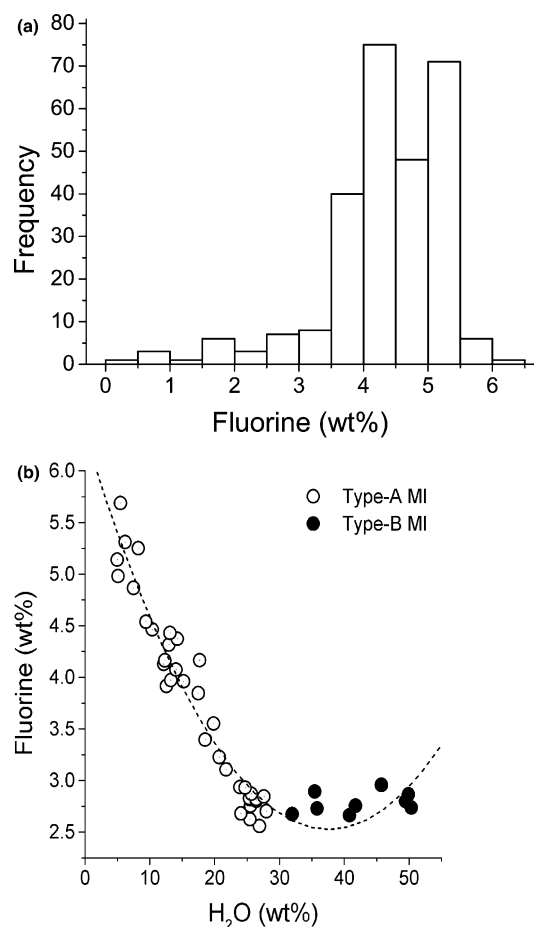 (a)
80
70
60
50
40
30
20
10
0
Frequency
0 1 2 3 4 5 6
Fluorine (wt%)
(b)
6.0
5.5
5.0
4.5
4.0
3.5
3.0
2.5
Fluorine (wt%)
Type-A MI
Type-B MI
0 10 20 30 40 50
H₂O (wt%)